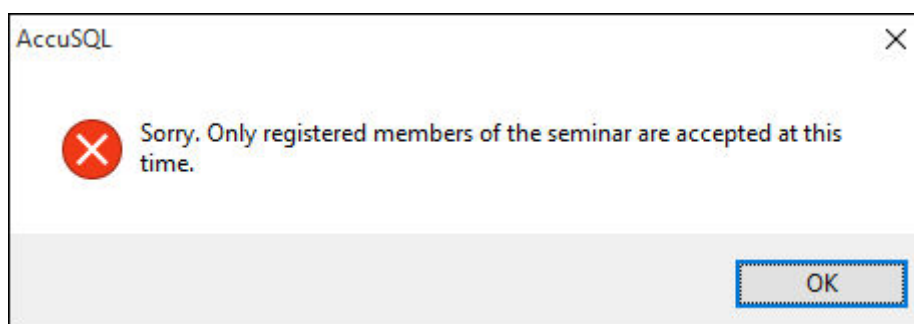 AccuSQL
Sorry. Only registered members of the seminar are accepted at this
time.
OK